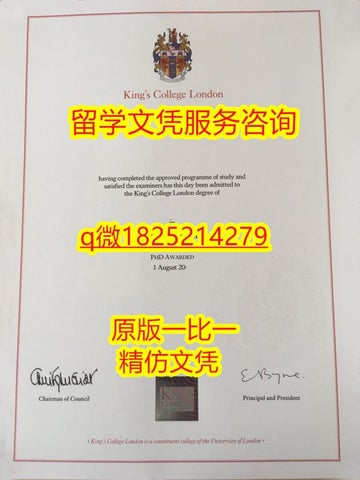 King's College London
留学文凭服务咨询
having completed the approved programme of study and
satisfied the examiners has this day been admitted to
the King's College London degree of
in
q微1825214279
PhD Awarded
1 August 20
原版一比一
精仿文凭
Chairman of Council
Principal and President
• King's College London is a constituent college of the University of London •